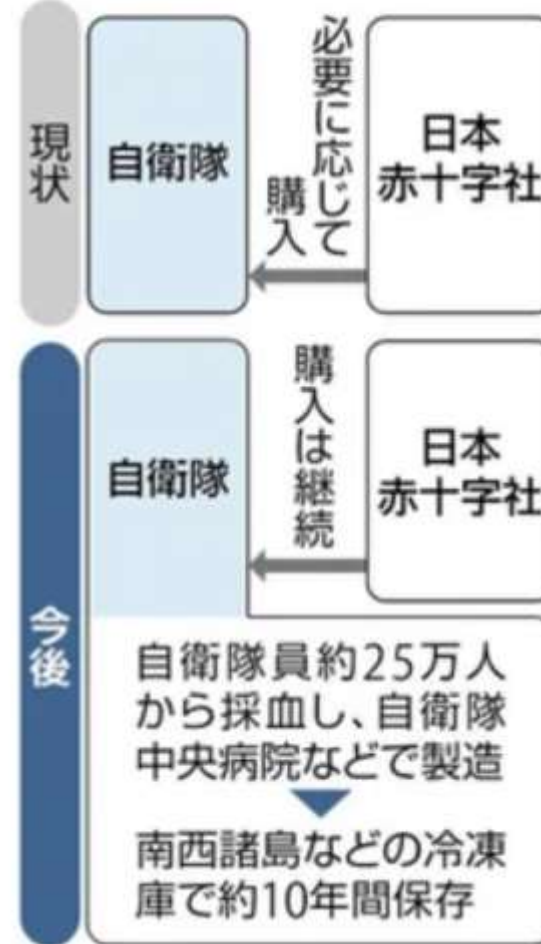 現状
自衛隊
必要に応じて
購入
日本
赤十字社
今後
自衛隊
購入は継続
日本
赤十字社
自衛隊員約25万人
から採血し、自衛隊
中央病院などで製造
南西諸島などの冷凍
庫で約10年間保存